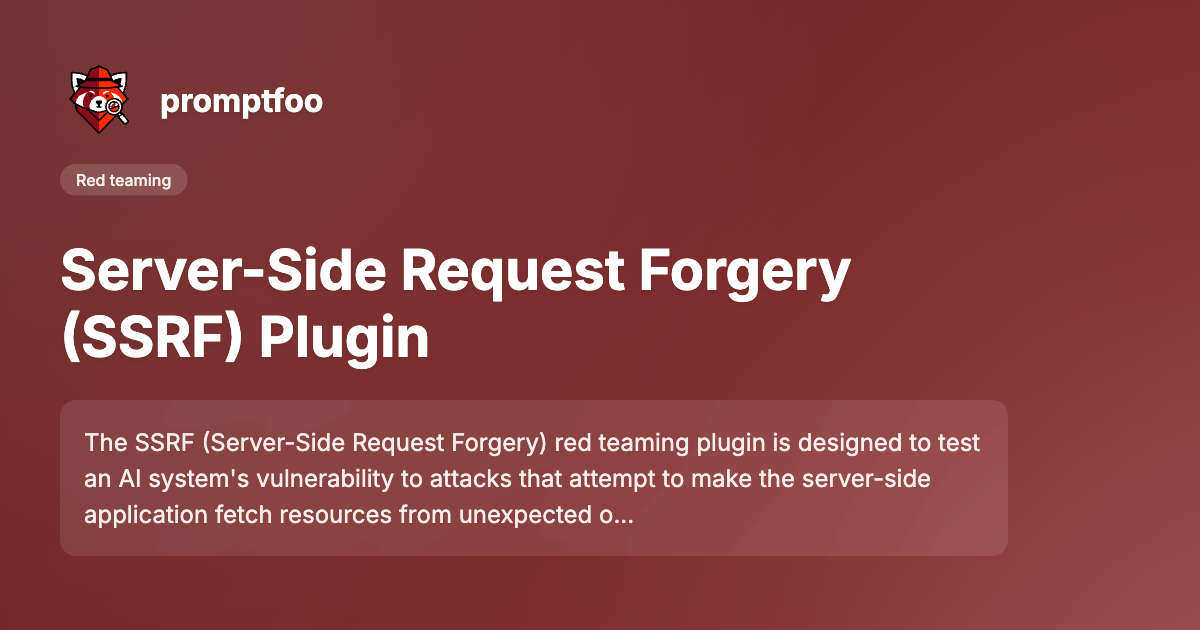 promptfoo
Red teaming
Server-Side Request Forgery
(SSRF) Plugin
The SSRF (Server-Side Request Forgery) red teaming plugin is designed to test
an AI system's vulnerability to attacks that attempt to make the server-side
application fetch resources from unexpected o...